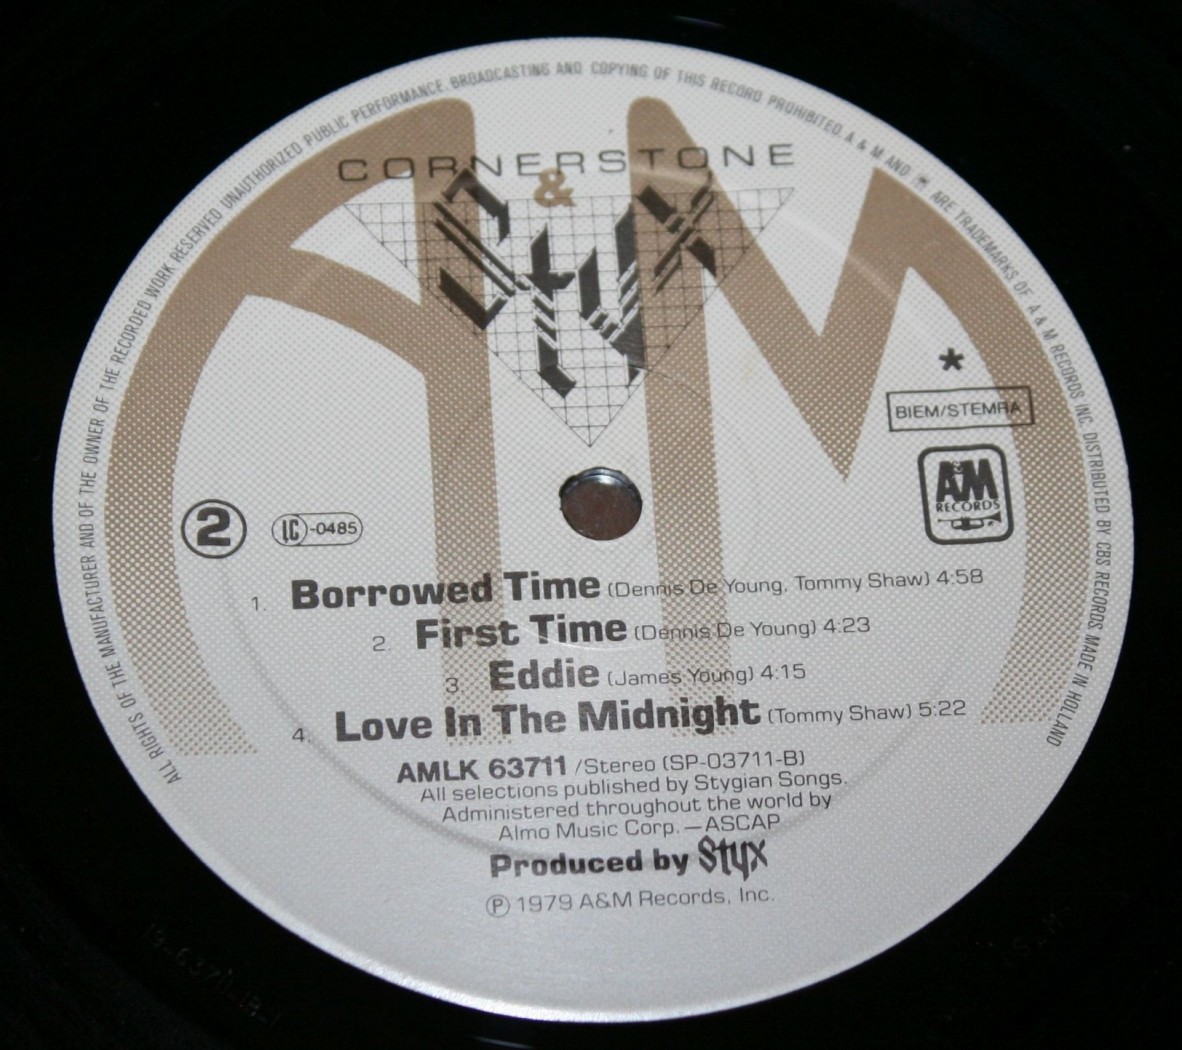 ALL RIGHTS OF THE MANUFACTURER AND OF THE OWNER OF THE RECORDED WORK RESERVED UNAUTHORIZED PUBLIC PERFORMANCE. BROADCASTING AND COPYING OF THIS RECORD PROHIBITED. A & M AND ARE TRADEMARKS OF A & M RECORDS INC. DISTRIBUTED BY CBS RECORDS. MADE IN HOLLAND
A&M
CORNERSTONE
Styx
*
BIEM/STEMRA
A&M
RECORDS
2
LC-0485
1. Borrowed Time (Dennis De Young, Tommy Shaw) 4:58
2. First Time (Dennis De Young) 4:23
3. Eddie (James Young) 4:15
4. Love In The Midnight (Tommy Shaw) 5:22
AMLK 63711 /Stereo (SP-03711-B)
All selections published by Stygian Songs.
Administered throughout the world by
Almo Music Corp.—ASCAP
Produced by Styx
Ⓟ 1979 A&M Records, Inc.